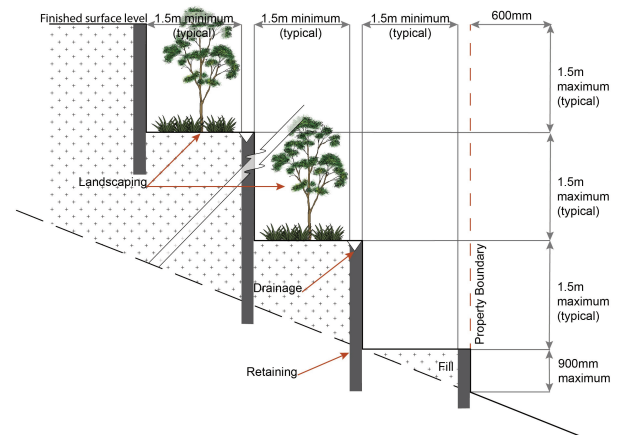 Finished surface level
1.5m minimum
(typical)
1.5m minimum
(typical)
1.5m minimum
(typical)
600mm
1.5m
maximum
(typical)
Landscaping
1.5m
maximum
(typical)
Drainage
Property Boundary
1.5m
maximum
(typical)
Retaining
Fill
900mm
maximum